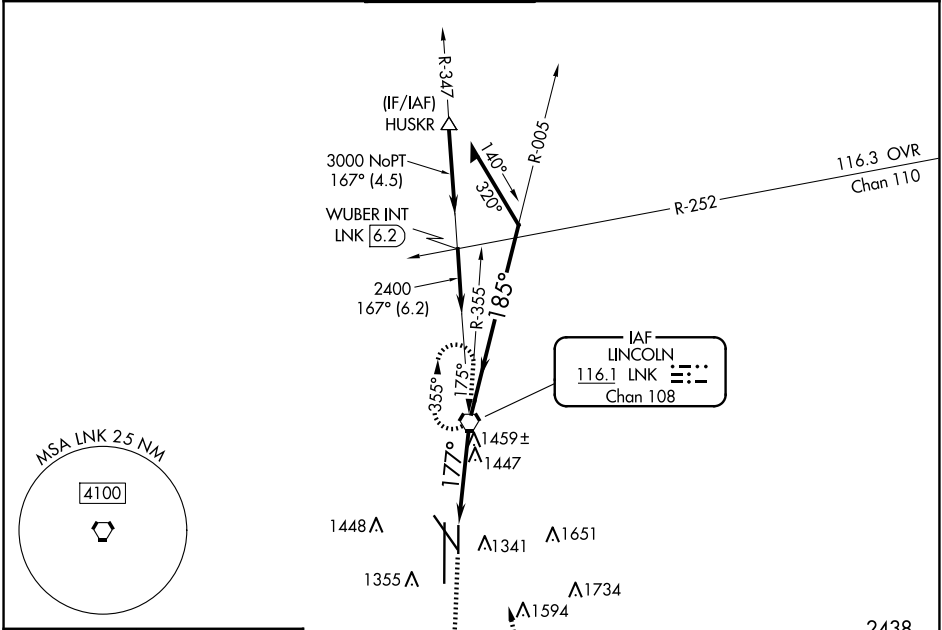 R-347
(IF/IAF)
HUSKR
R-005
3000 NoPT
167° (4.5)
140°
320°
116.3 OVR
Chan 110
R-252
WUBER INT
LNK 6.2
2400
167° (6.2)
R-355
185°
IAF
LINCOLN
116.1 LNK
Chan 108
355°
175°
1459±
1447
177°
MSA LNK 25 NM
4100
1448
1341
1651
1355
1734
1594
2438